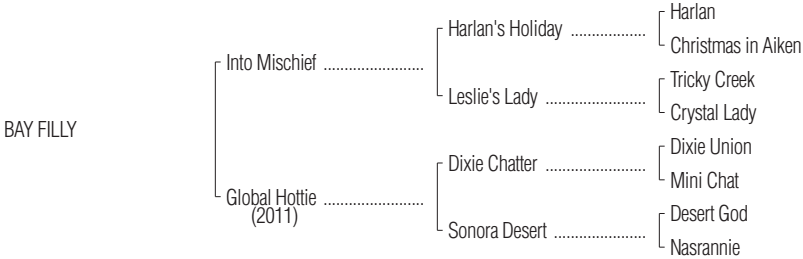 Harlan
Harlan's Holiday ...................
Christmas in Aiken
Into Mischief .........................
Tricky Creek
Leslie's Lady .........................
Crystal Lady
BAY FILLY
Dixie Union
Dixie Chatter .........................
Mini Chat
Global Hottie .........................
(2011)
Desert God
Sonora Desert .......................
Nasrannie